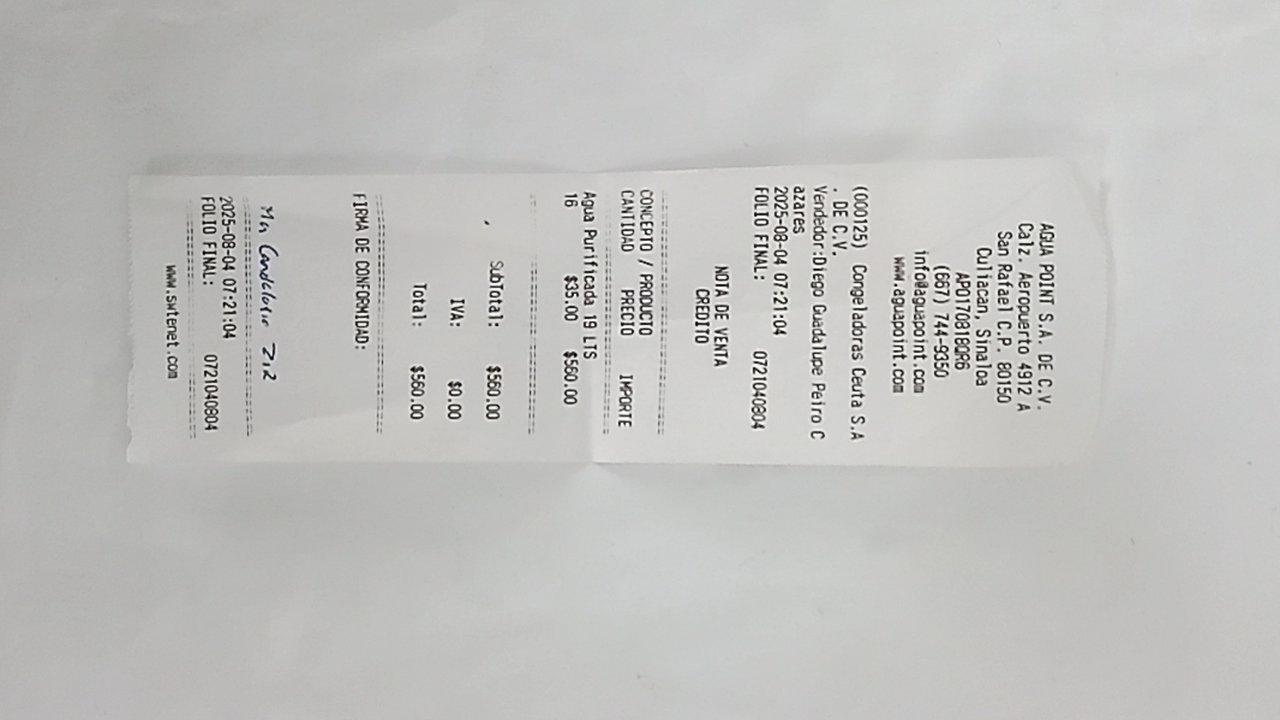 AGUA POINT S.A. DE C.V.
Calz. Aeropuerto 4912 A
San Rafael C.P. 80150
Culiacan, Sinaloa
APO170818QR6
(667) 744-9350
info@aguapoint.com
www.aguapoint.com
(000125) Congeladoras Ceuta S.A
. DE C.V.
Vendedor:Diego Guadalupe Peiro C
azares
2025-08-04 07:21:04
FOLIO FINAL: 0721040804
NOTA DE VENTA
CREDITO
CONCEPTO / PRODUCTO
CANTIDAD PRECIO IMPORTE
Agua Purificada 19 LTS
16 $35.00 $560.00
SubTotal: $560.00
IVA: $0.00
Total: $560.00
FIRMA DE CONFORMIDAD:
Ma
2025-08-04 07:21:04
FOLIO FINAL: 0721040804
www.swtenet.com